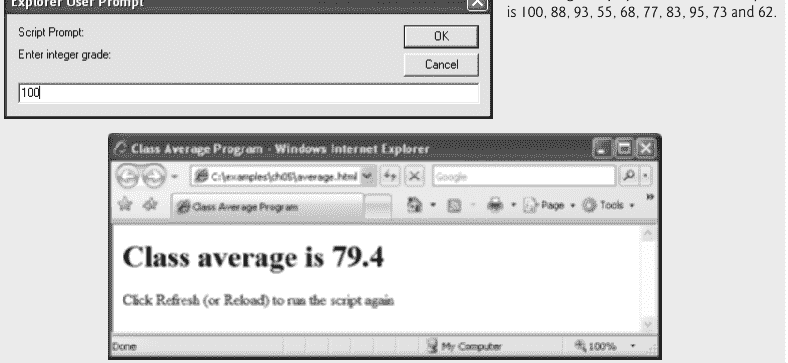 Explorer User Prompt
is 100, 88, 93, 55, 68, 77, 83, 95, 73 and 62.
Script Prompt:
OK
Enter integer grade:
Cancel
100
Class Average Program - Windows Internet Explorer
C:\examples\ch08\average.html
Google
Class Average Program
Page
Tools
Class average is 79.4
Click Refresh (or Reload) to run the script again
Done
My Computer
100%